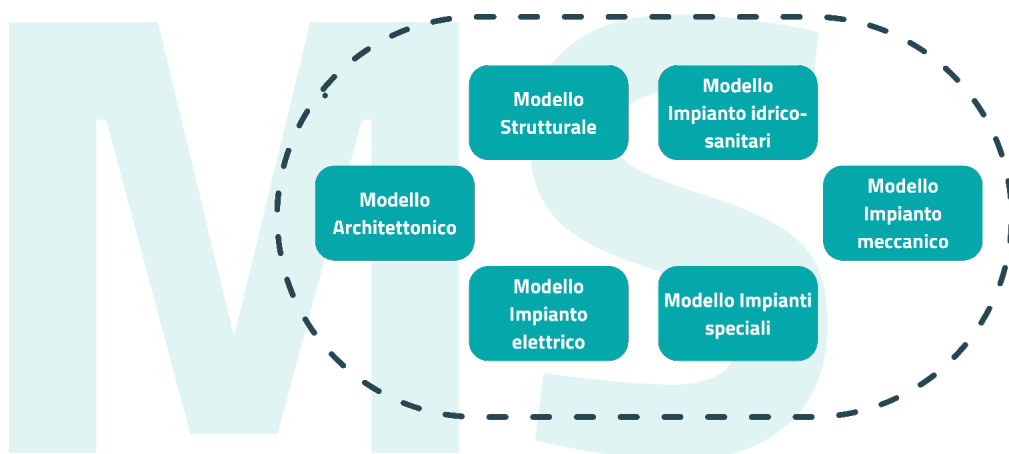 MS
Modello
Strutturale
Modello
Impianto idrico-
sanitari
Modello
Architettonico
Modello
Impianto
meccanico
Modello
Impianto
elettrico
Modello Impianti
speciali